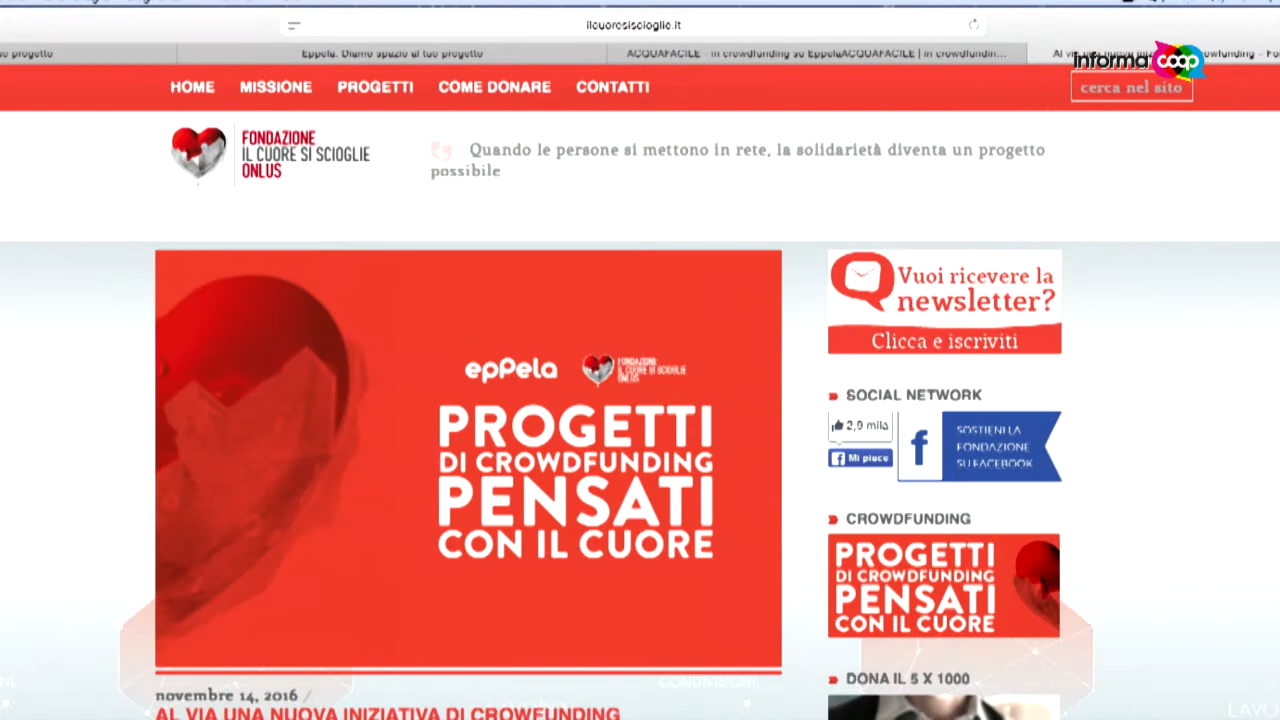 ilcuoresiscioglie.it
progetto
Eppela. Diamo spazio al tuo progetto
ACQUAFACILE - in crowdfunding su EppelaACQUAFACILE | in crowdfundin...
informa coop
HOME MISSIONE PROGETTI COME DONARE CONTATTI
cerca nel sito
FONDAZIONE
IL CUORE SI SCIOGLIE
ONLUS
Quando le persone si mettono in rete, la solidarietà diventa un progetto
possibile
Vuoi ricevere la
newsletter?
Clicca e iscriviti
eppela
FONDAZIONE
IL CUORE SI SCIOGLIE
ONLUS
PROGETTI
DI CROWDFUNDING
PENSATI
CON IL CUORE
SOCIAL NETWORK
2,9 mila
Mi piace
f
SOSTIENI LA
FONDAZIONE
SU FACEBOOK
CROWDFUNDING
PROGETTI
DI CROWDFUNDING
PENSATI
CON IL CUORE
DONA IL 5 X 1000
novembre 14, 2016 /
AL VIA UNA NUOVA INIZIATIVA DI CROWFUNDING